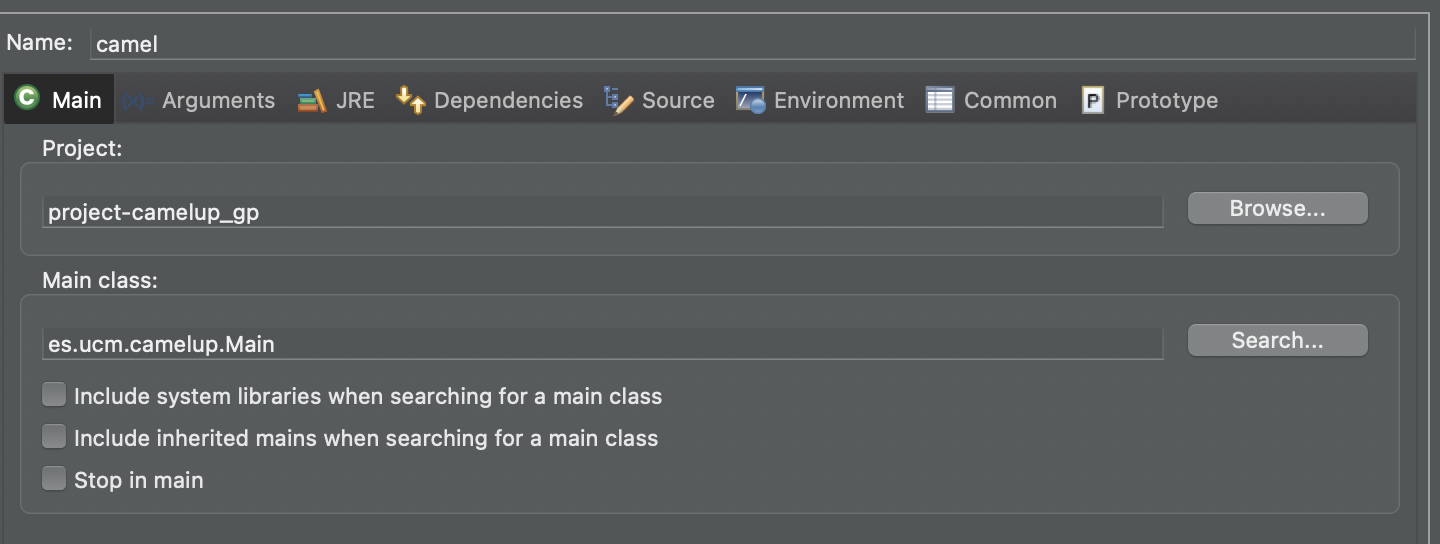 Name: camel
Main (x)= Arguments JRE Dependencies Source Environment Common P Prototype
Project:
project-camelup_gp Browse...
Main class:
es.ucm.camelup.Main Search...
Include system libraries when searching for a main class
Include inherited mains when searching for a main class
Stop in main